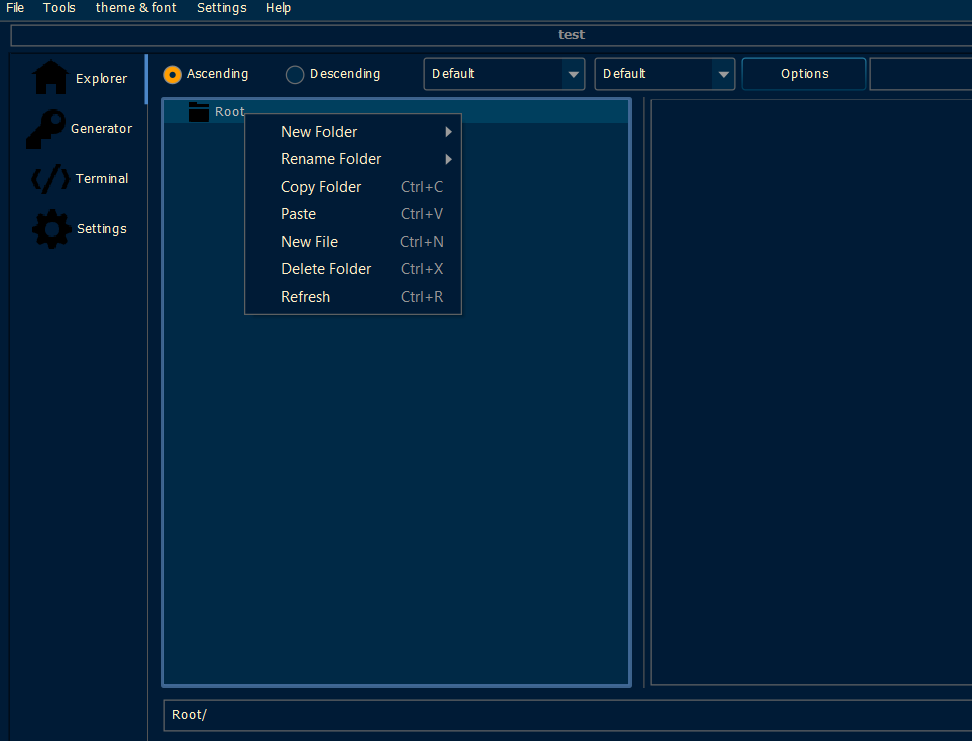 File Tools theme & font Settings Help
test
Explorer
Generator
Terminal
Settings
Ascending Descending Default Default Options
Root
New Folder
Rename Folder
Copy Folder Ctrl+C
Paste Ctrl+V
New File Ctrl+N
Delete Folder Ctrl+X
Refresh Ctrl+R
Root/